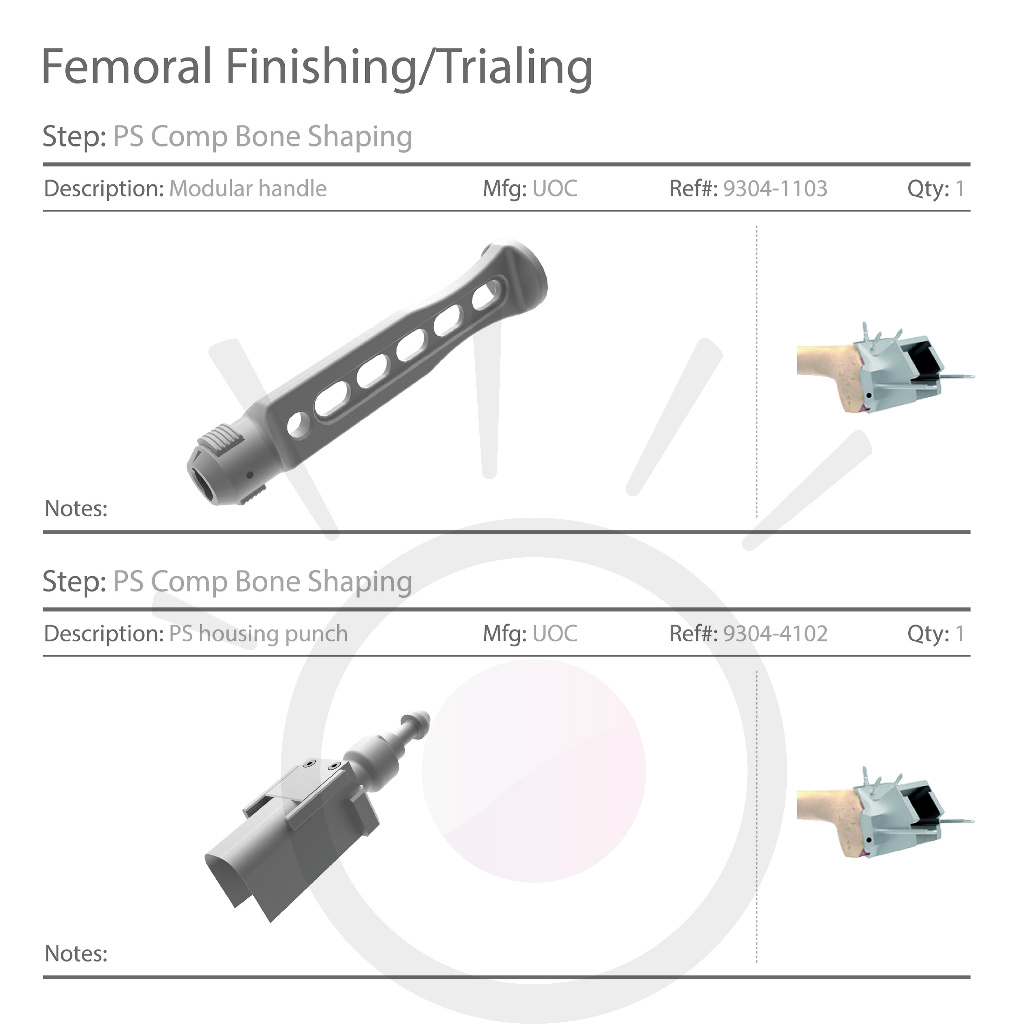 Femoral Finishing/Trialing
Step: PS Comp Bone Shaping
Description: Modular handle Mfg: UOC Ref#: 9304-1103 Qty: 1
Notes:
Step: PS Comp Bone Shaping
Description: PS housing punch Mfg: UOC Ref#: 9304-4102 Qty: 1
Notes: